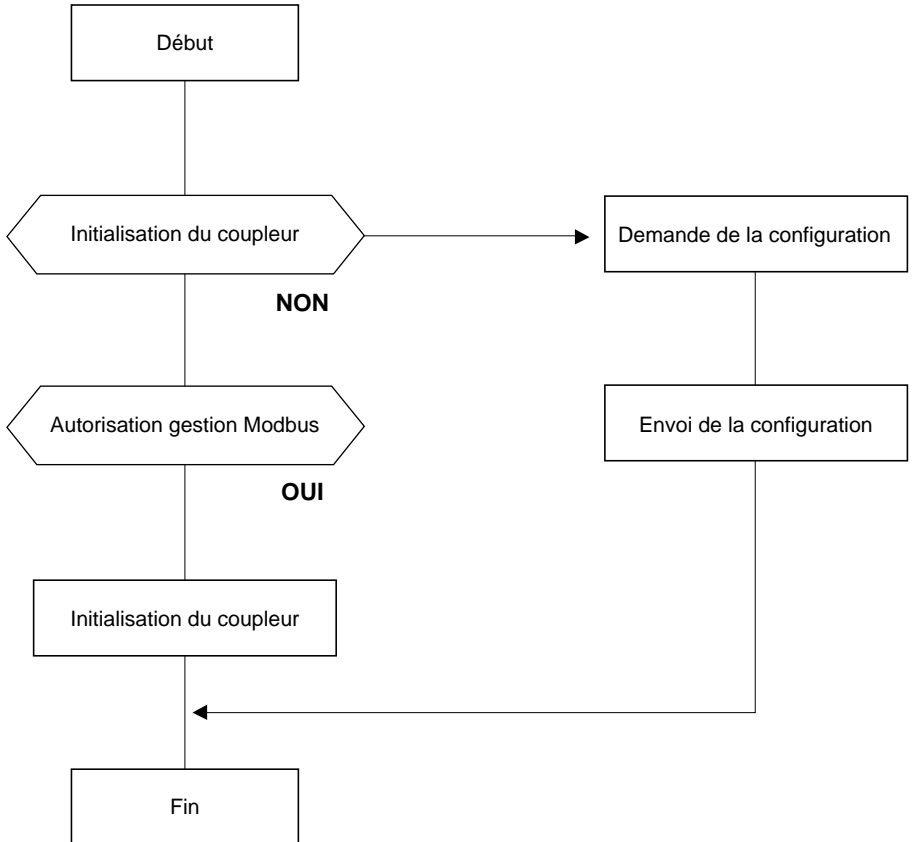 Début
Initialisation du coupleur
Demande de la configuration
NON
Autorisation gestion Modbus
Envoi de la configuration
OUI
Initialisation du coupleur
Fin